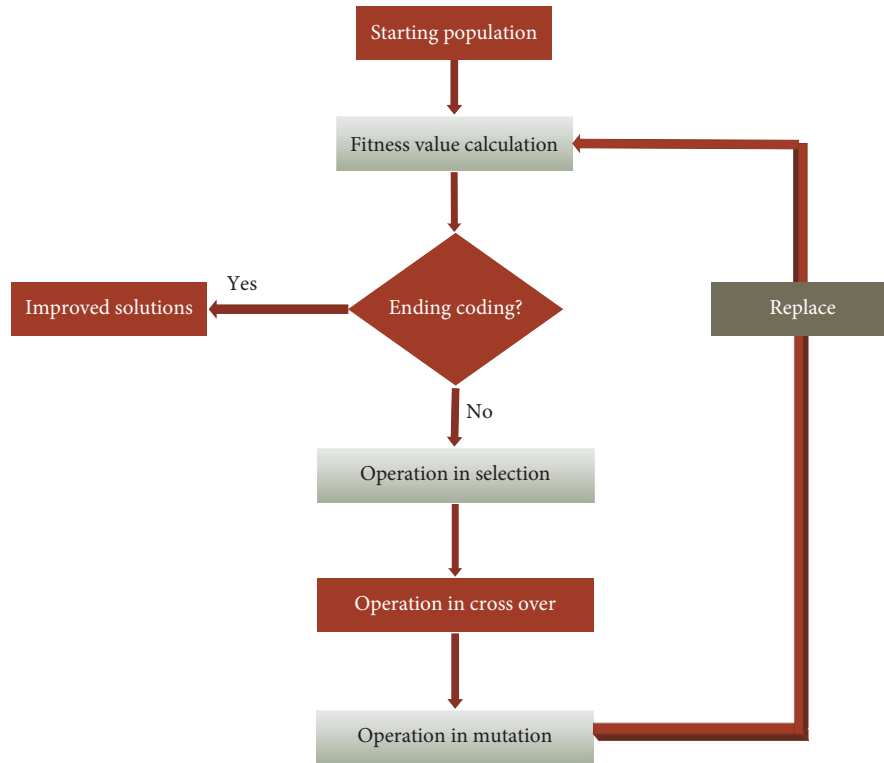 Starting population
Fitness value calculation
Yes
Improved solutions
Ending coding?
Replace
No
Operation in selection
Operation in cross over
Operation in mutation